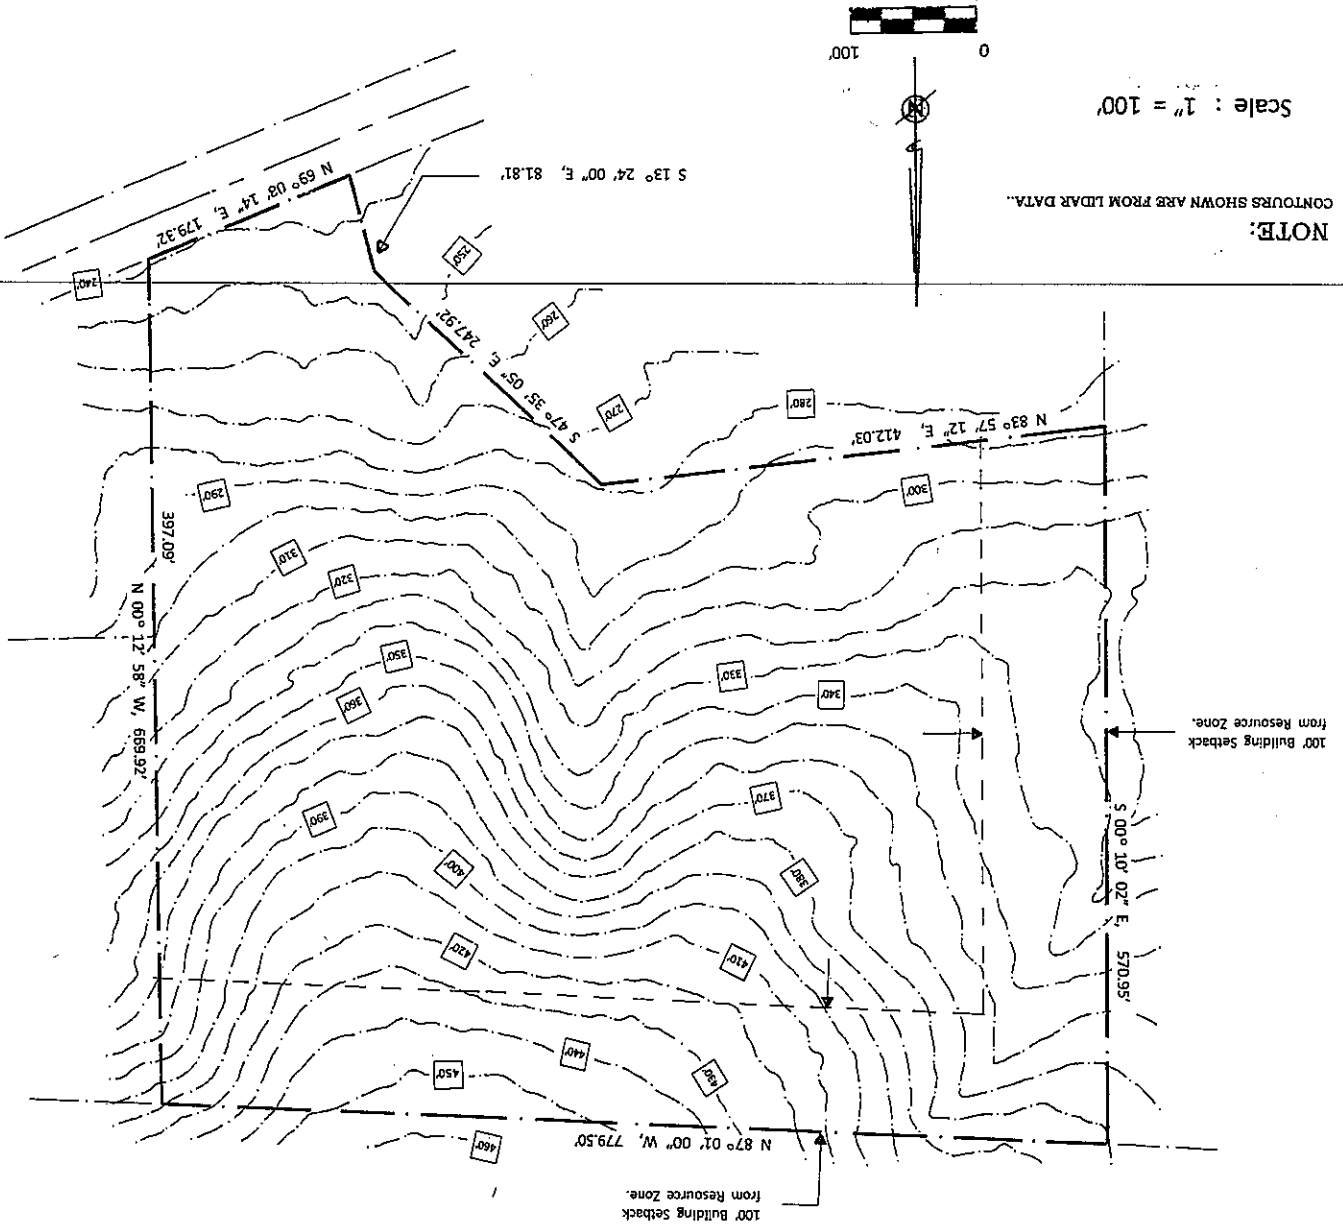 100' Building Setback
from Resource Zone.
460'
N 87° 01' 00" W, 779.50'
430'
450'
440'
S 00° 10' 02" E, 570.95'
410'
420'
380'
400'
390'
370'
100' Building Setback
from Resource Zone.
N 00° 12' 58" W, 669.92'
360'
340'
330'
350'
320'
310'
397.09'
300'
290'
N 83° 57' 12" E, 412.03'
280'
270'
S 47° 35' 05" E, 247.92'
260'
250'
240'
NOTE:
CONTOURS SHOWN ARE FROM LIDAR DATA..
N 69° 08' 14" E, 179.32'
S 13° 24' 00" E, 81.81'
Scale : 1" = 100'
N
0 100'